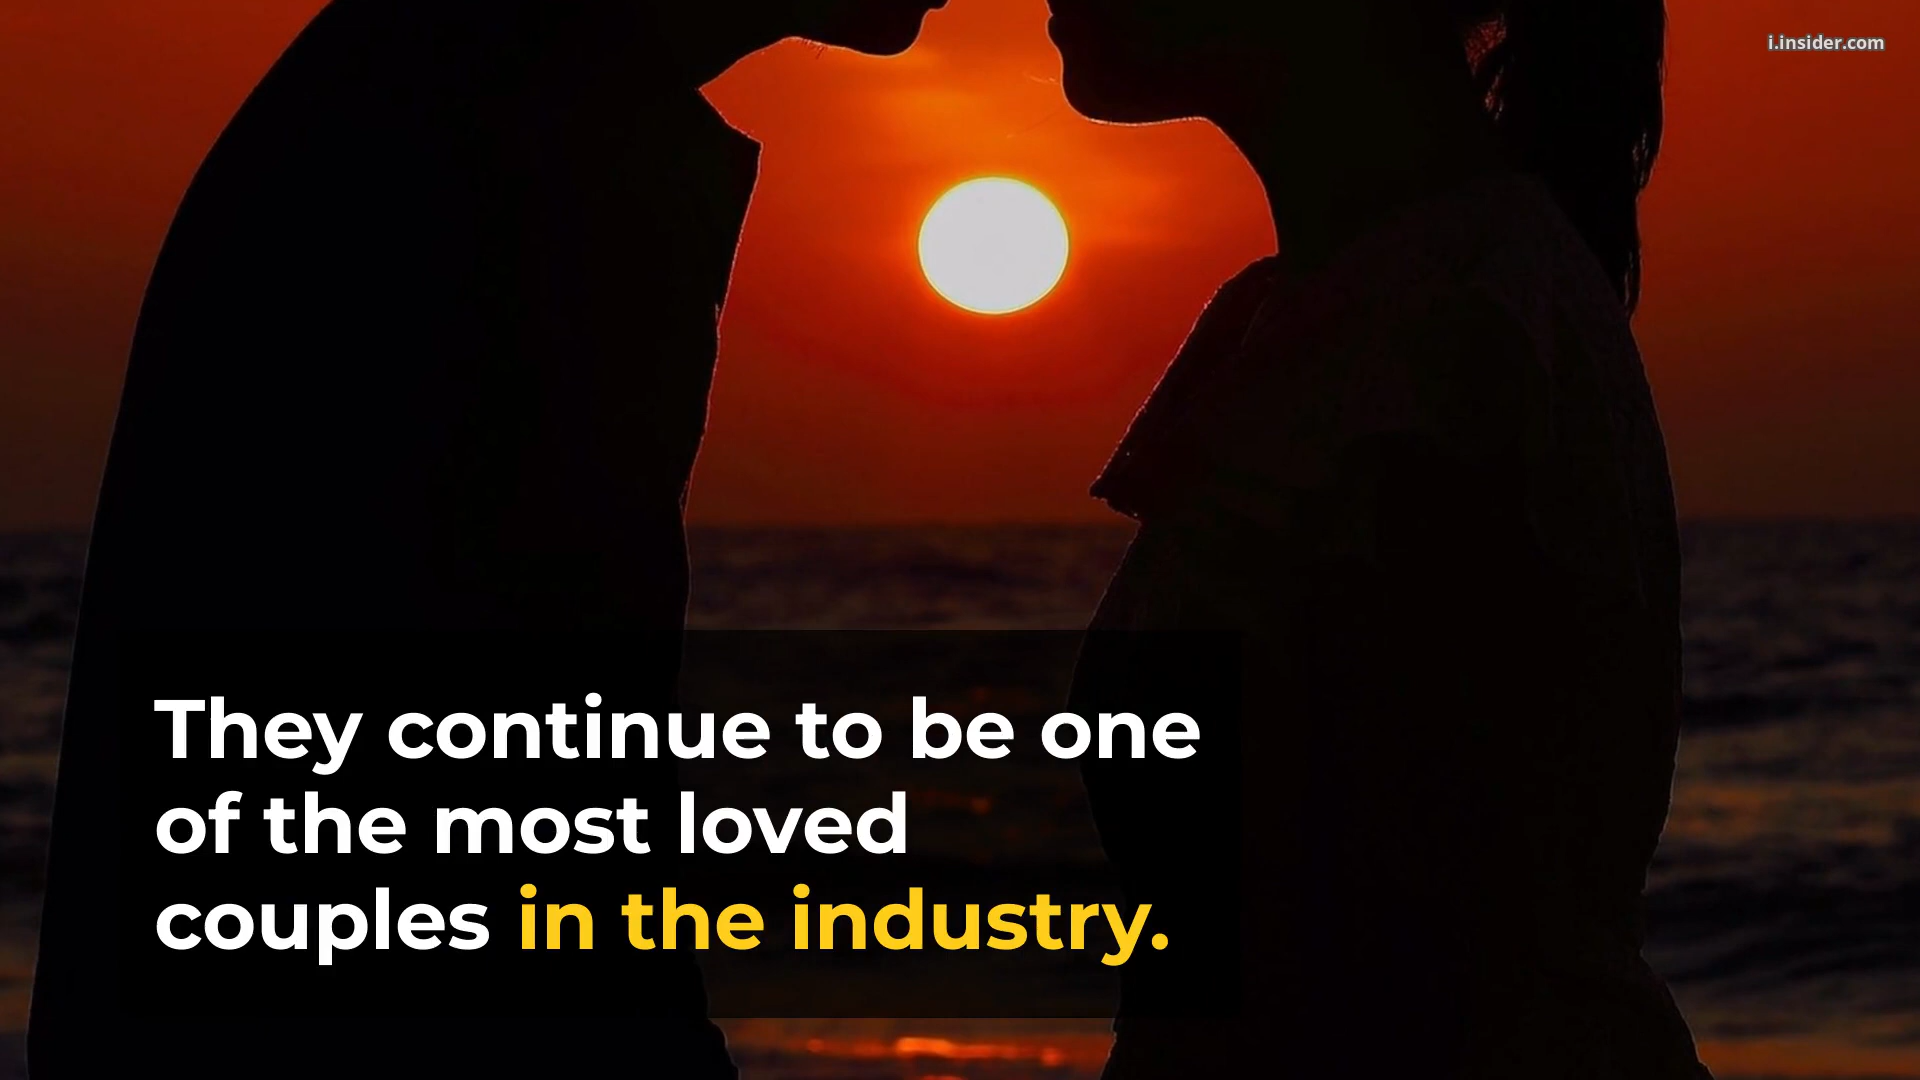 i.insider.com
They continue to be one
of the most loved
couples in the industry.